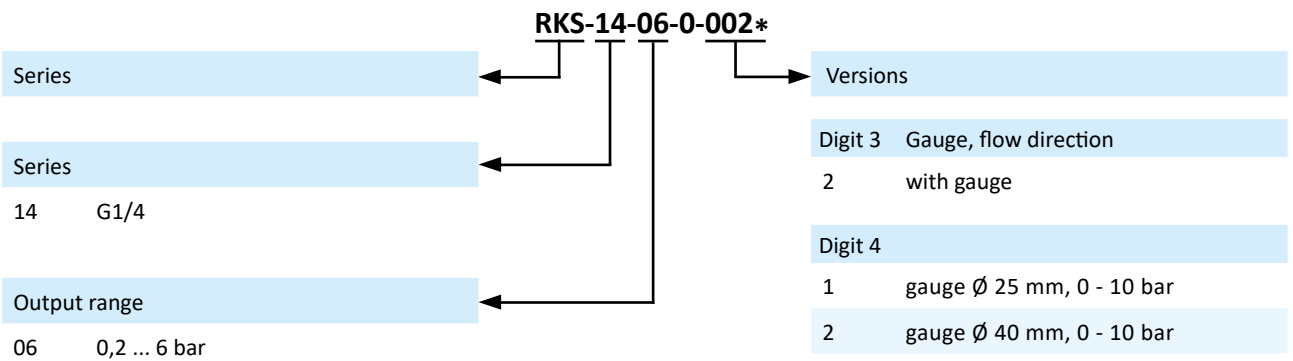 RKS-14-06-0-002*
Series
Series
14 G1/4
Output range
06 0,2 ... 6 bar
Versions
Digit 3 Gauge, flow direction
2 with gauge
Digit 4
1 gauge Ø 25 mm, 0 - 10 bar
2 gauge Ø 40 mm, 0 - 10 bar